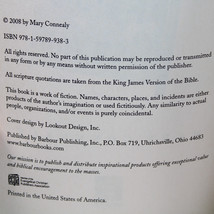 © 2008 by Mary Connealy
ISBN 978-1-59789-938-3
All rights reserved. No part of this publication may be reproduced or transmitted
in any form or by any means without written permission of the publisher.
All scripture quotations are taken from the King James Version of the Bible.
This book is a work of fiction. Names, characters, places, and incidents are either
products of the author's imagination or used fictitiously. Any similarity to actual
people, organizations, and/or events is purely coincidental.
Cover design by Lookout Design, Inc.
Published by Barbour Publishing, Inc., P.O. Box 719, Uhrichsville, Ohio 44683
www.barbourbooks.com
Our mission is to publish and distribute inspirational products offering exceptional value
and biblical encouragement to the masses.
Printed in the United States of America.